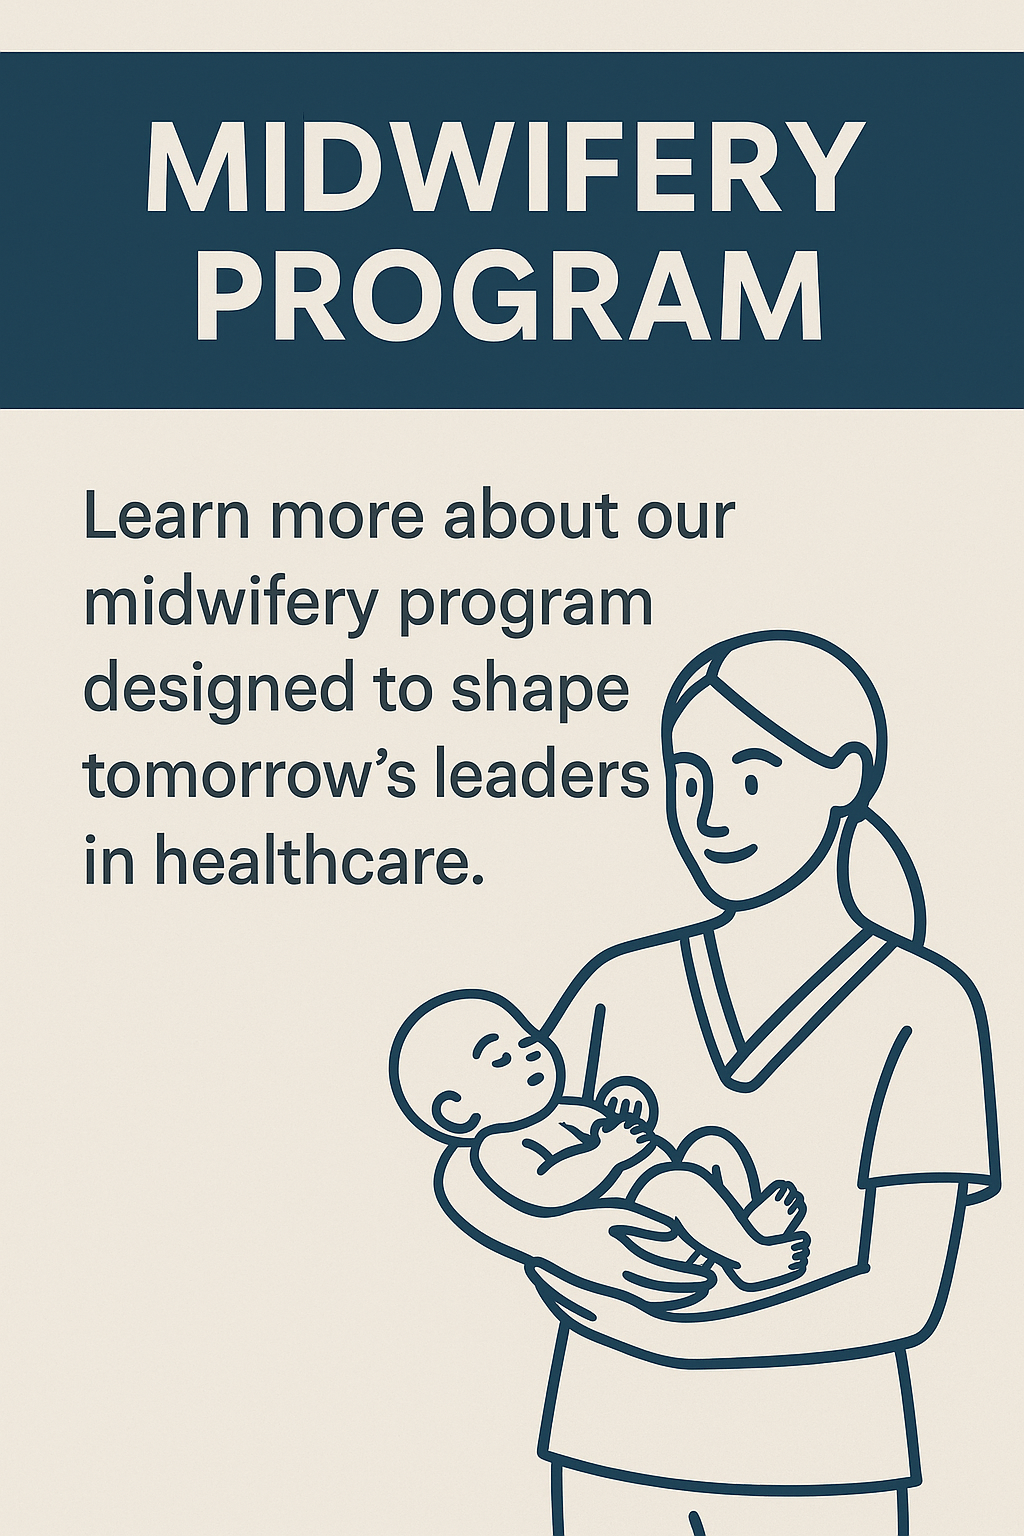 MIDWIFERY
PROGRAM
Learn more about our
midwifery program
designed to shape
tomorrow’s leaders
in healthcare.